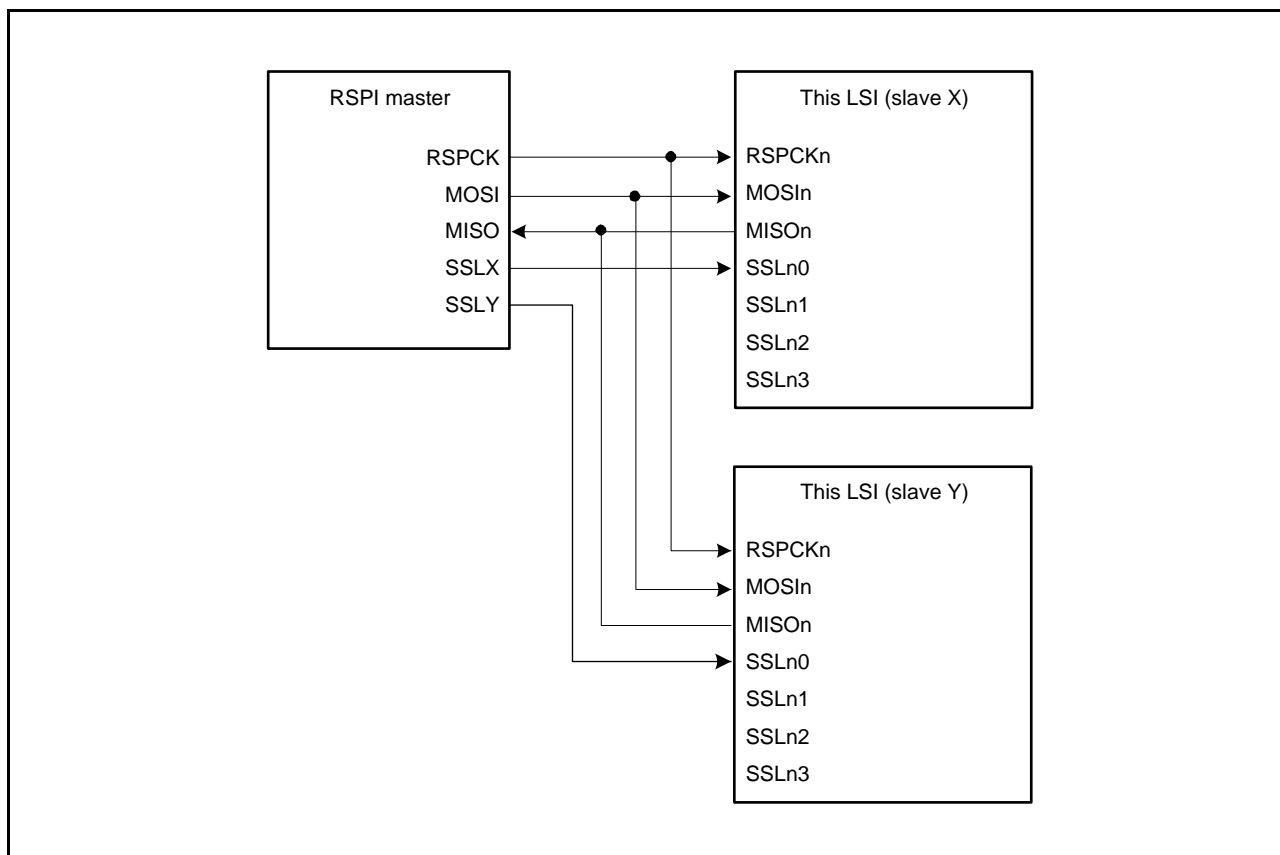 RSPI master
RSPCK
MOSI
MISO
SSLX
SSLY
This LSI (slave X)
RSPCKn
MOSIn
MISOn
SSLn0
SSLn1
SSLn2
SSLn3
This LSI (slave Y)
RSPCKn
MOSIn
MISOn
SSLn0
SSLn1
SSLn2
SSLn3